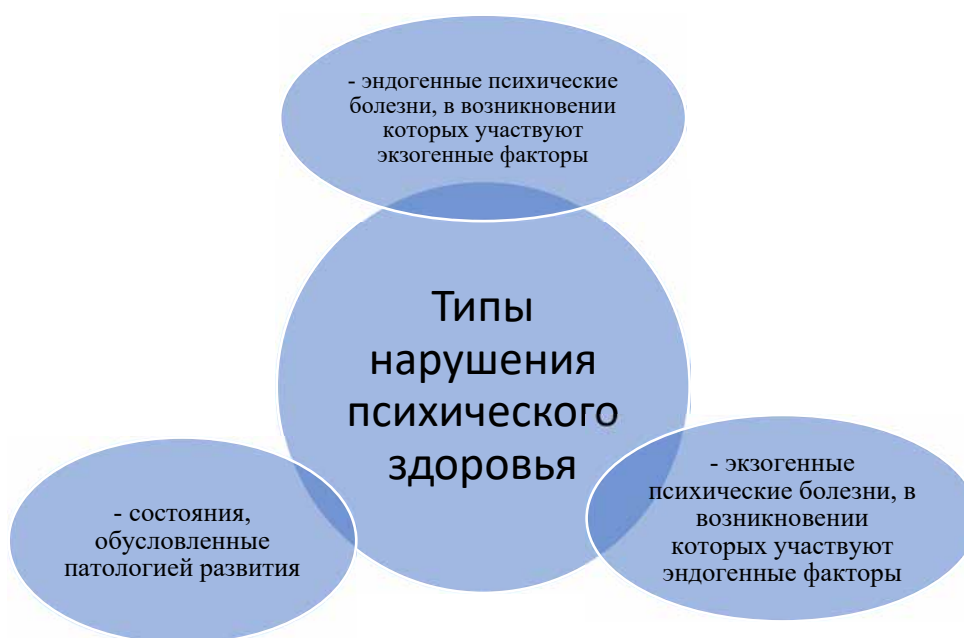 - эндогенные психические
болезни, в возникновении
которых участвуют
экзогенные факторы
Типы
нарушения
психического
здоровья
- состояния,
обусловленные
патологией развития
- экзогенные
психические болезни, в
возникновении
которых участвуют
эндогенные факторы